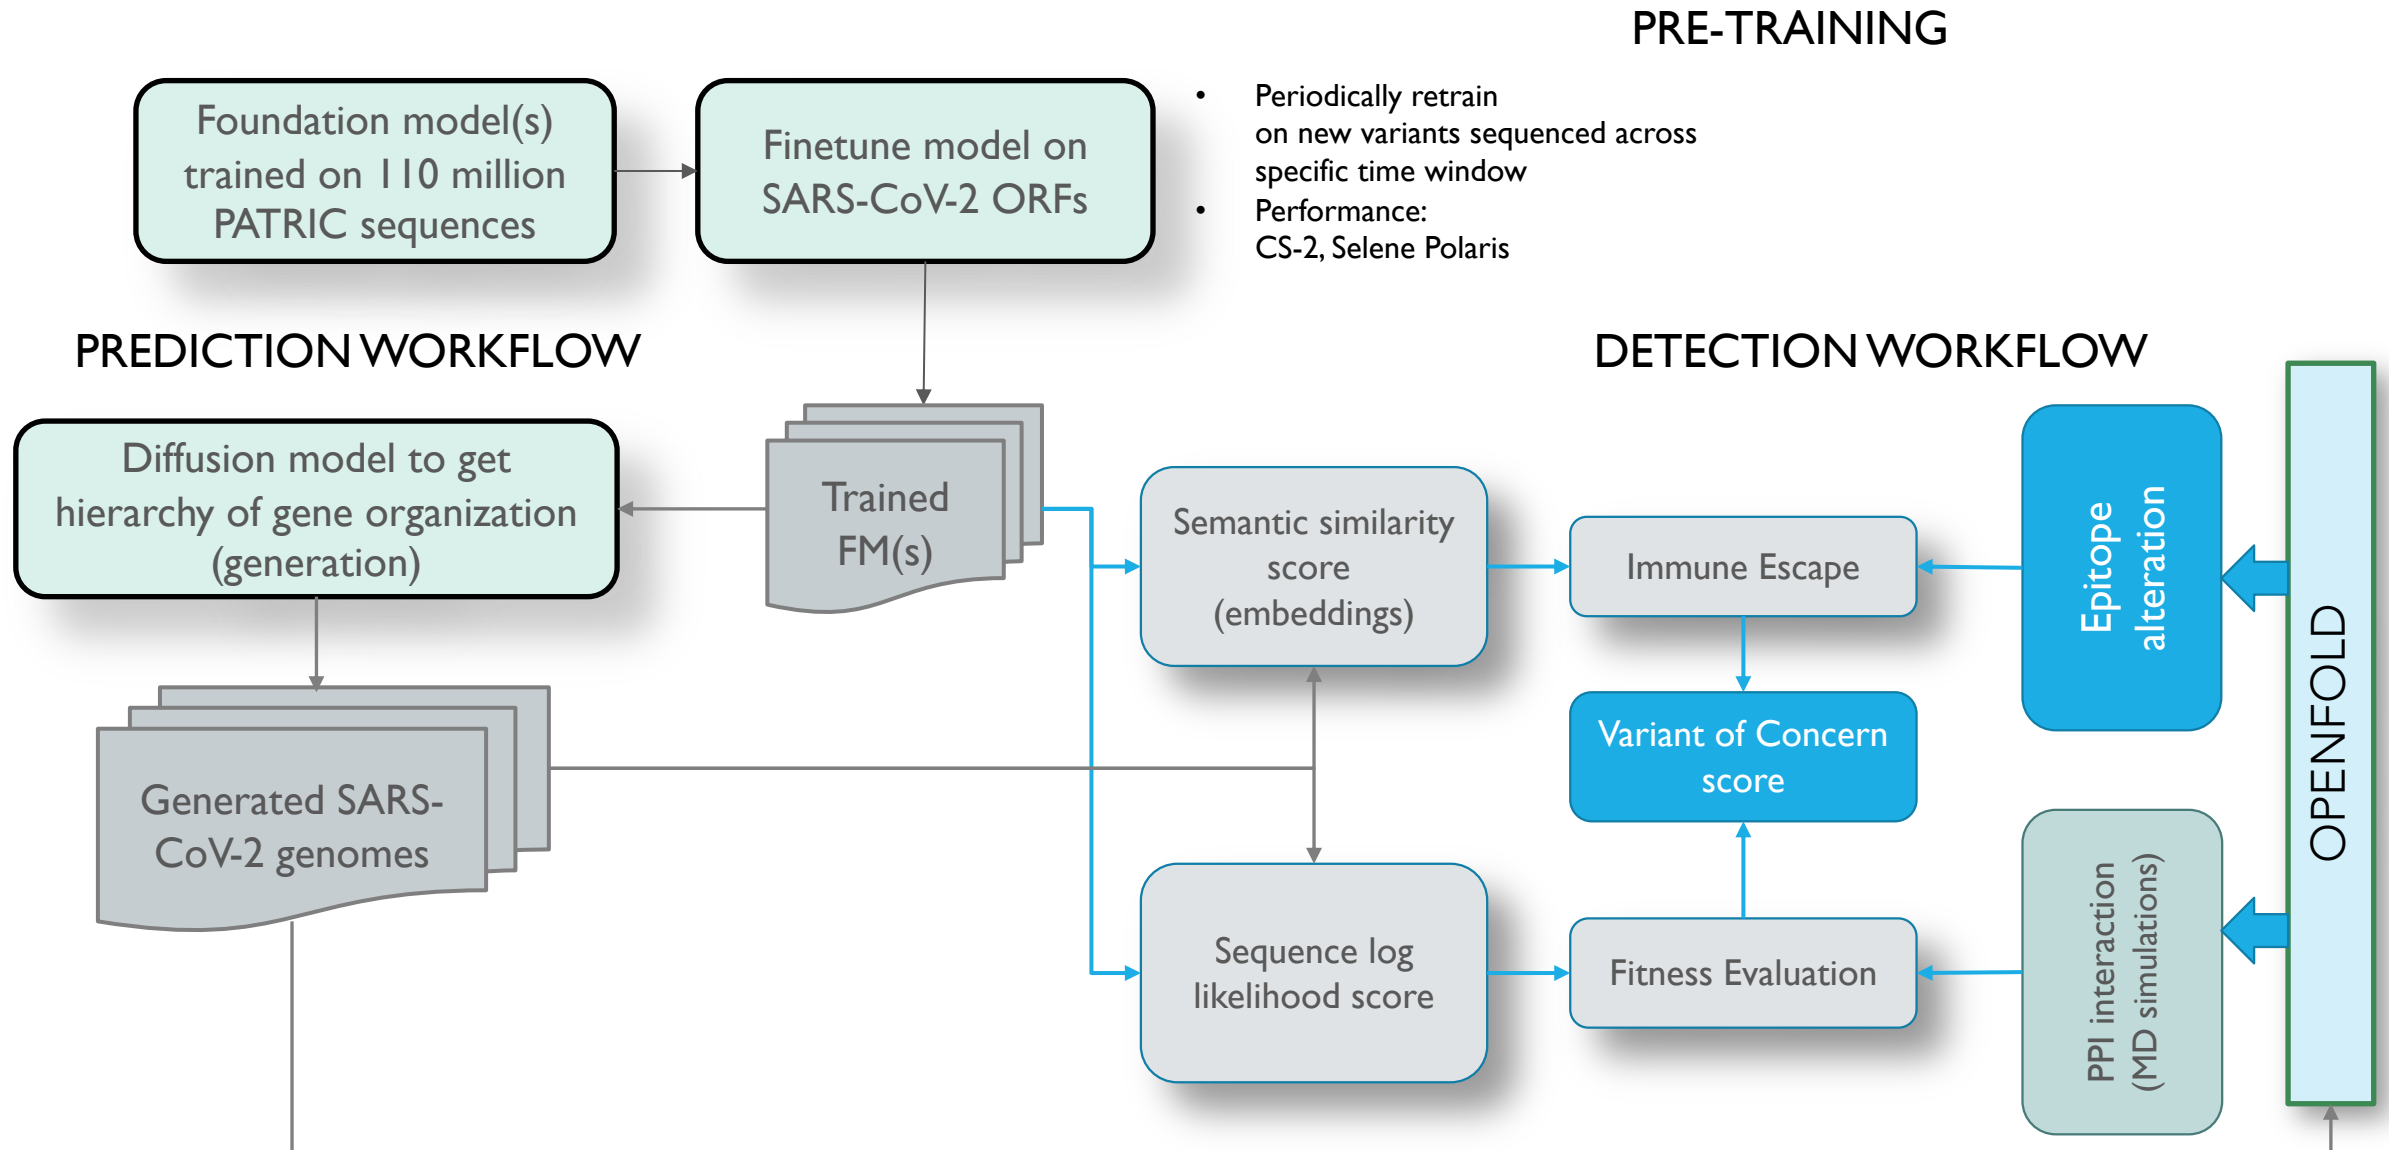 PRE-TRAINING
Foundation model(s)
trained on 110 million
PATRIC sequences
Finetune model on
SARS-CoV-2 ORFs
• Periodically retrain
on new variants sequenced across
specific time window
• Performance:
CS-2, Selene Polaris
PREDICTION WORKFLOW
DETECTION WORKFLOW
Diffusion model to get
hierarchy of gene organization
(generation)
Trained
FM(s)
Semantic similarity
score
(embeddings)
Immune Escape
Epitope
alteration
OPENFOLD
Variant of Concern
score
Generated SARS-
CoV-2 genomes
Sequence log
likelihood score
Fitness Evaluation
PPI interaction
(MD simulations)